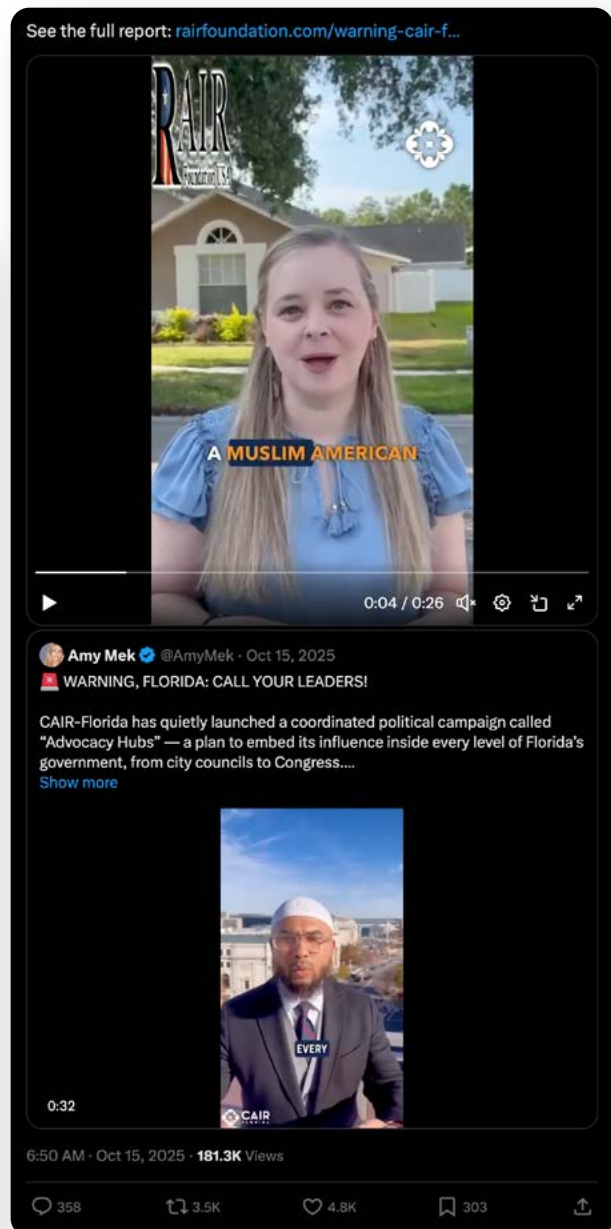 See the full report: rairfoundation.com/warning-cair-f...
RAIR
Foundation USA
A MUSLIM AMERICAN
0:04 / 0:26
Amy Mek @AmyMek · Oct 15, 2025
🚨 WARNING, FLORIDA: CALL YOUR LEADERS!
CAIR-Florida has quietly launched a coordinated political campaign called
“Advocacy Hubs” — a plan to embed its influence inside every level of Florida’s
government, from city councils to Congress....
Show more
EVERY
0:32
CAIR
FLORIDA
6:50 AM · Oct 15, 2025 · 181.3K Views
358 3.5K 4.8K 303